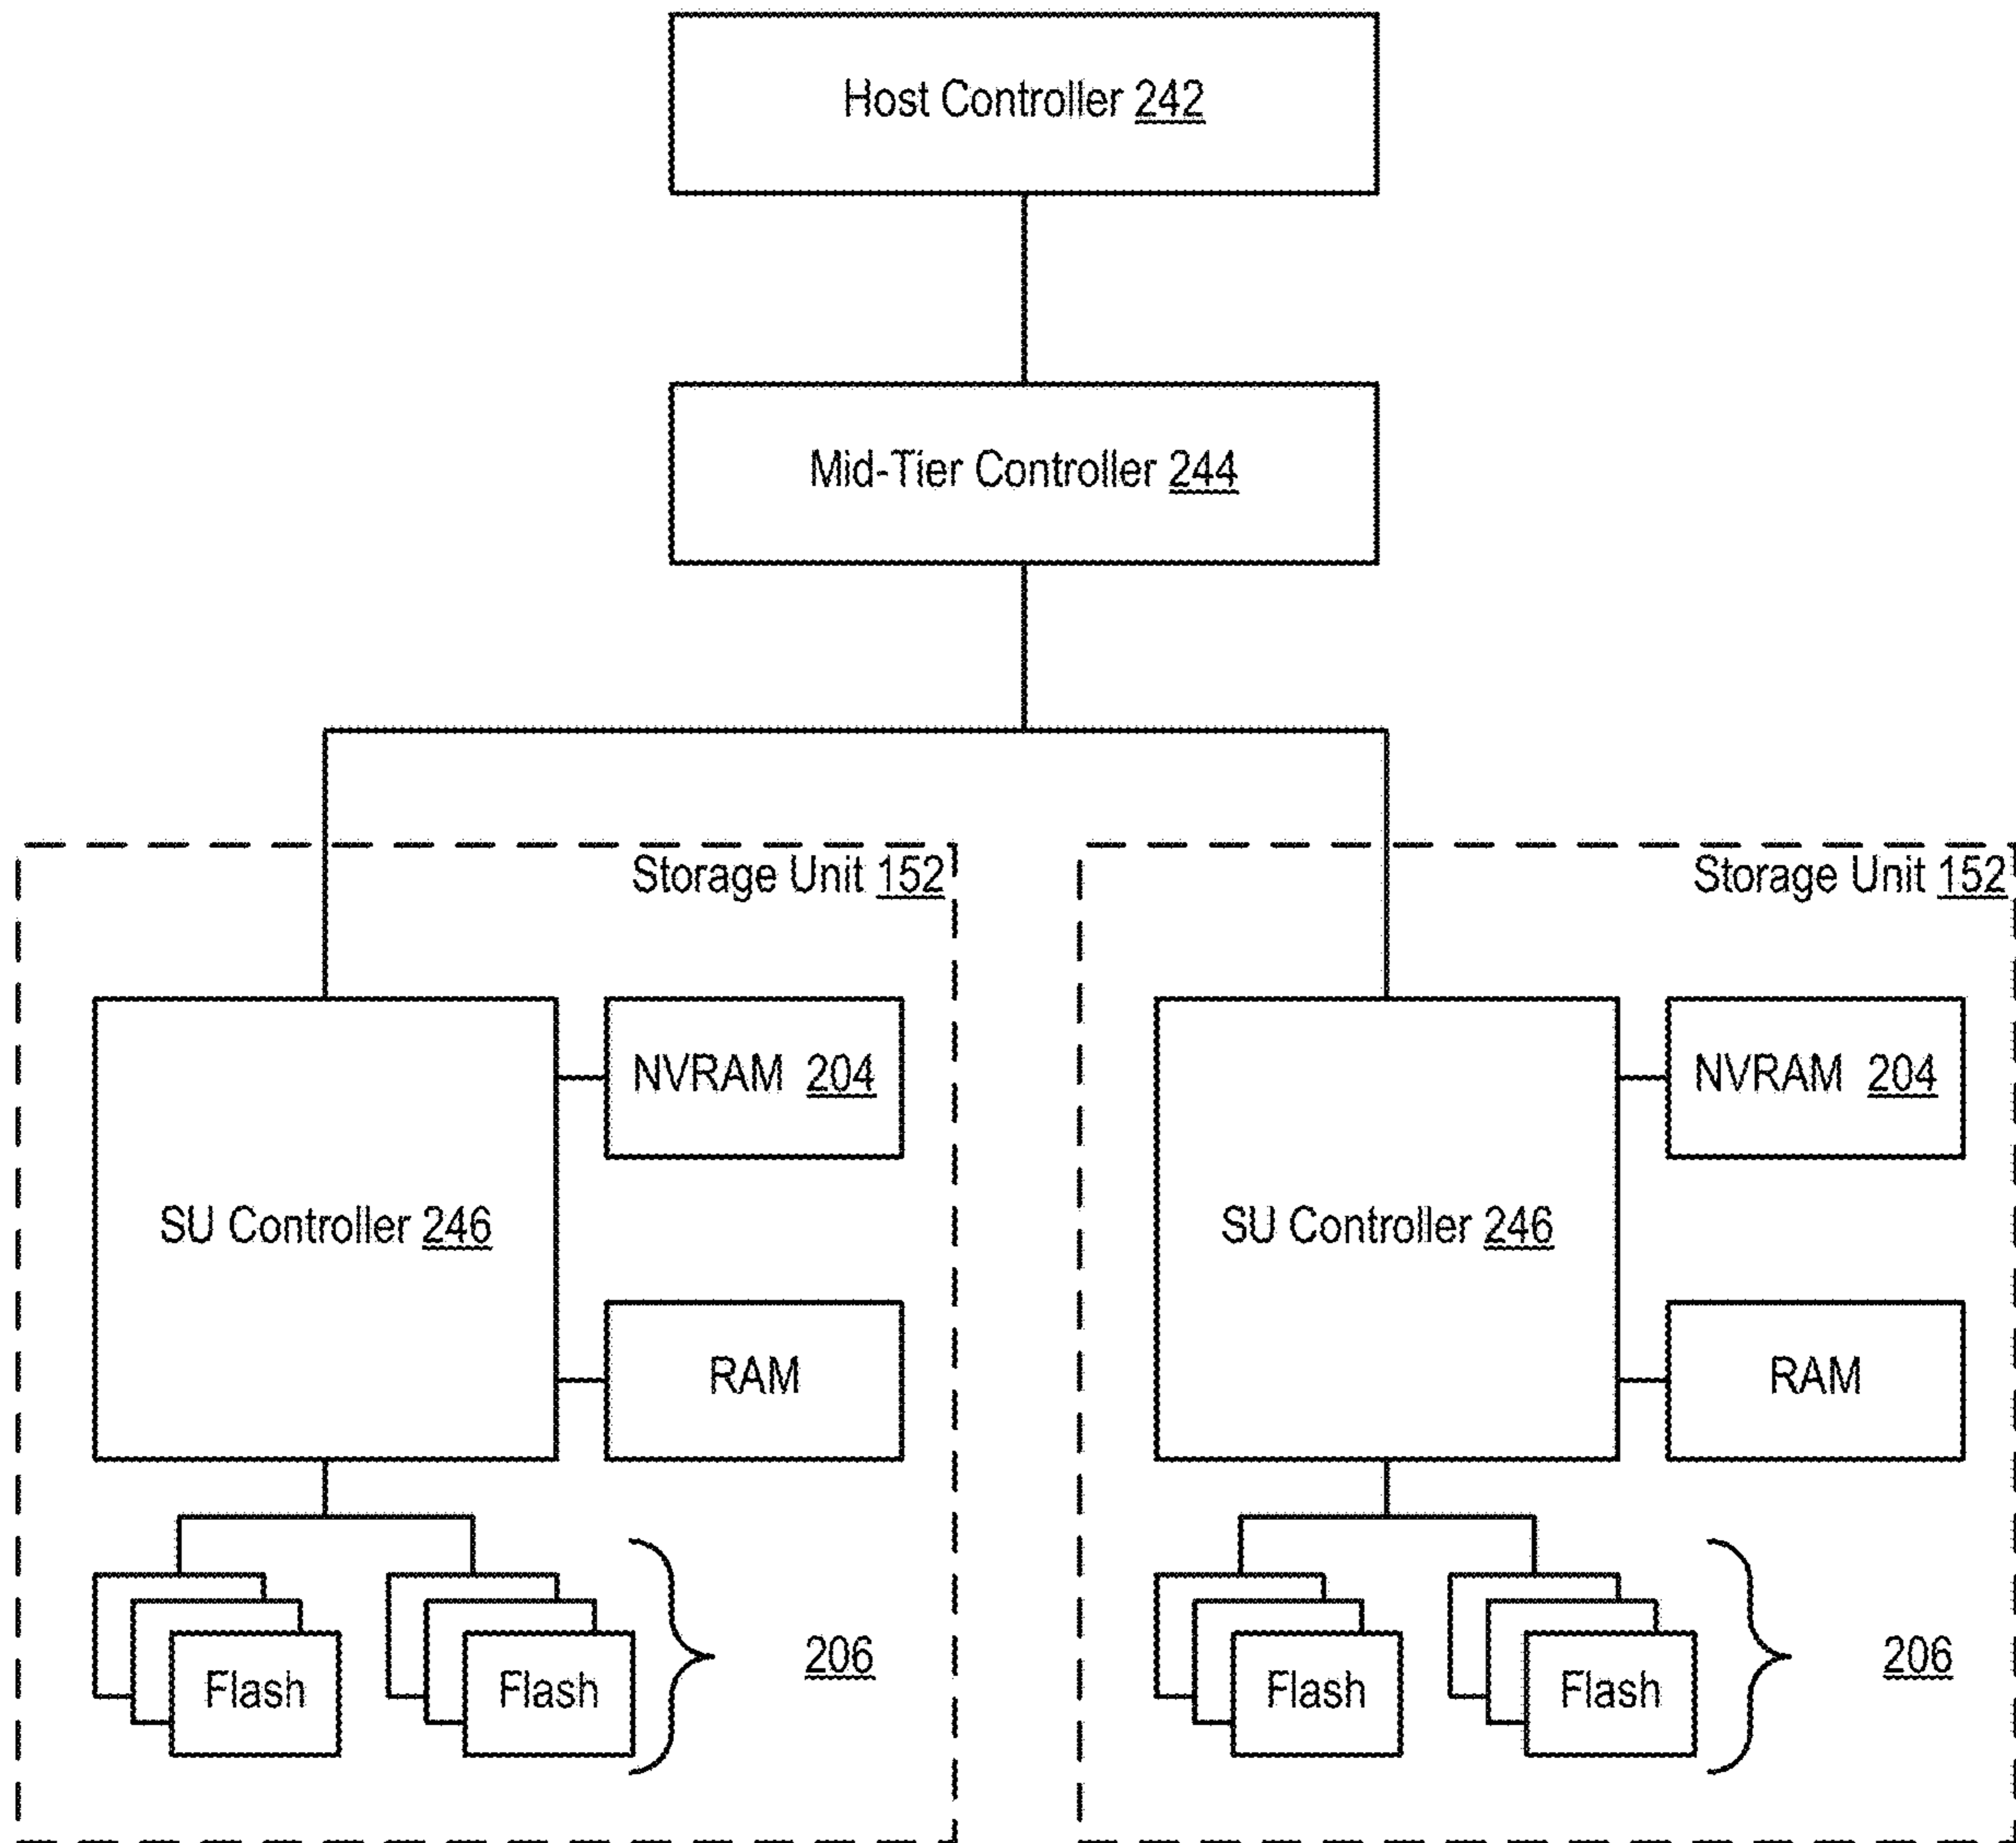 Host Controller 242
Mid-Tier Controller 244
Storage Unit 152
Storage Unit 152
NVRAM 204
NVRAM 204
SU Controller 246
SU Controller 246
RAM
RAM
206
206
Flash
Flash
Flash
Flash